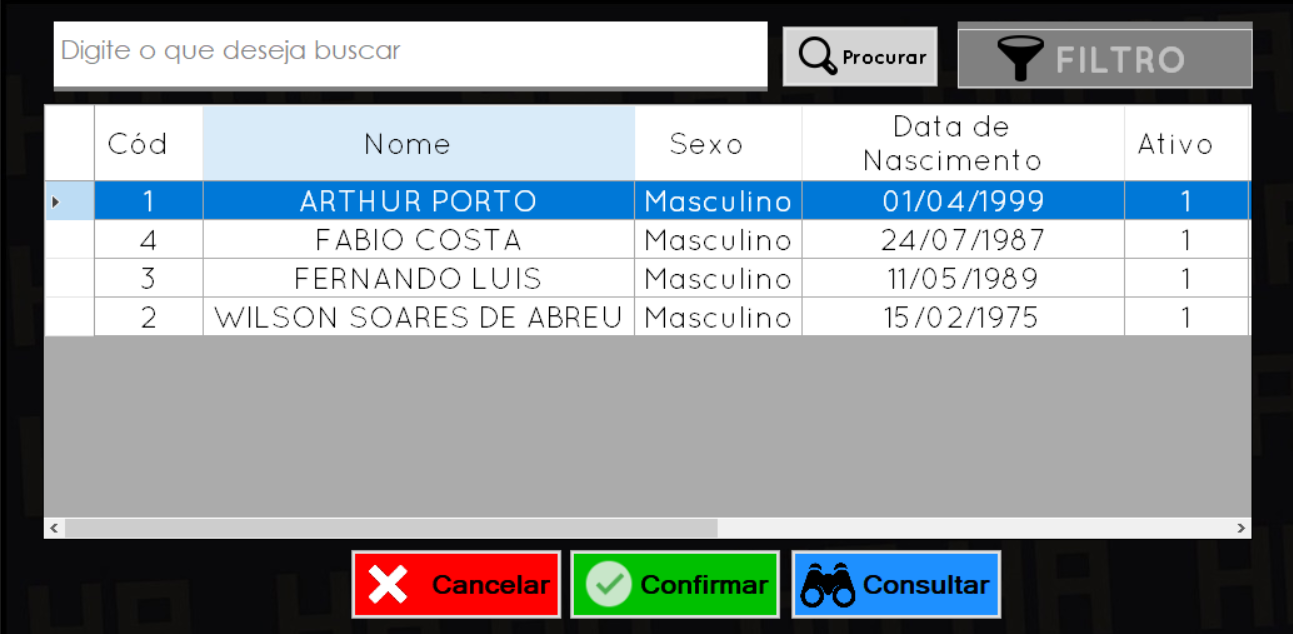 Digite o que deseja buscar
Procurar
FILTRO
Cód Nome Sexo Data de Nascimento Ativo
1 ARTHUR PORTO Masculino 01/04/1999 1
4 FABIO COSTA Masculino 24/07/1987 1
3 FERNANDO LUIS Masculino 11/05/1989 1
2 WILSON SOARES DE ABREU Masculino 15/02/1975 1
Cancelar
Confirmar
Consultar